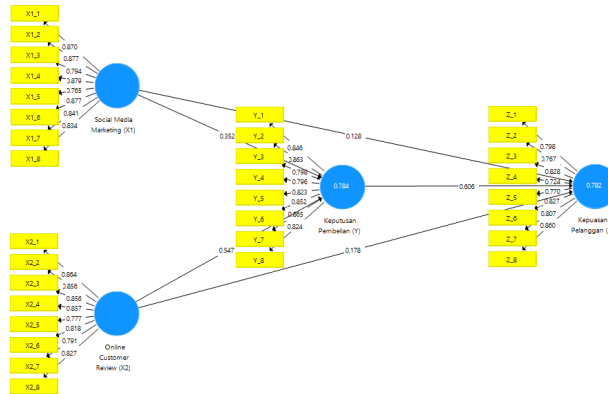 X1_1
X1_2
X1_3
X1_4
X1_5
X1_6
X1_7
X1_8
0.870
0.877
0.794
0.879
0.765
0.877
0.841
0.834
Social Media
Marketing (X1)
X2_1
X2_2
X2_3
X2_4
X2_5
X2_6
X2_7
X2_8
0.864
0.856
0.856
0.857
0.777
0.818
0.791
0.827
Online
Customer
Review (X2)
0.352
0.547
0.128
0.178
0.606
Y_1
Y_2
Y_3
Y_4
Y_5
Y_6
Y_7
Y_8
0.846
0.863
0.798
0.796
0.823
0.852
0.865
0.824
0.784
Keputusan
Pembelian (Y)
Z_1
Z_2
Z_3
Z_4
Z_5
Z_6
Z_7
Z_8
0.798
0.767
0.828
0.724
0.770
0.827
0.807
0.860
0.782
Kepuasan
Pelanggan (